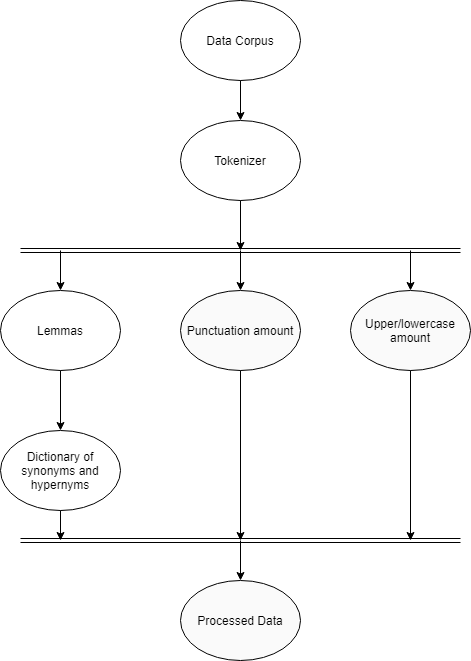 Data Corpus
Tokenizer
Lemmas
Punctuation amount
Upper/lowercase
amount
Dictionary of
synonyms and
hypernyms
Processed Data